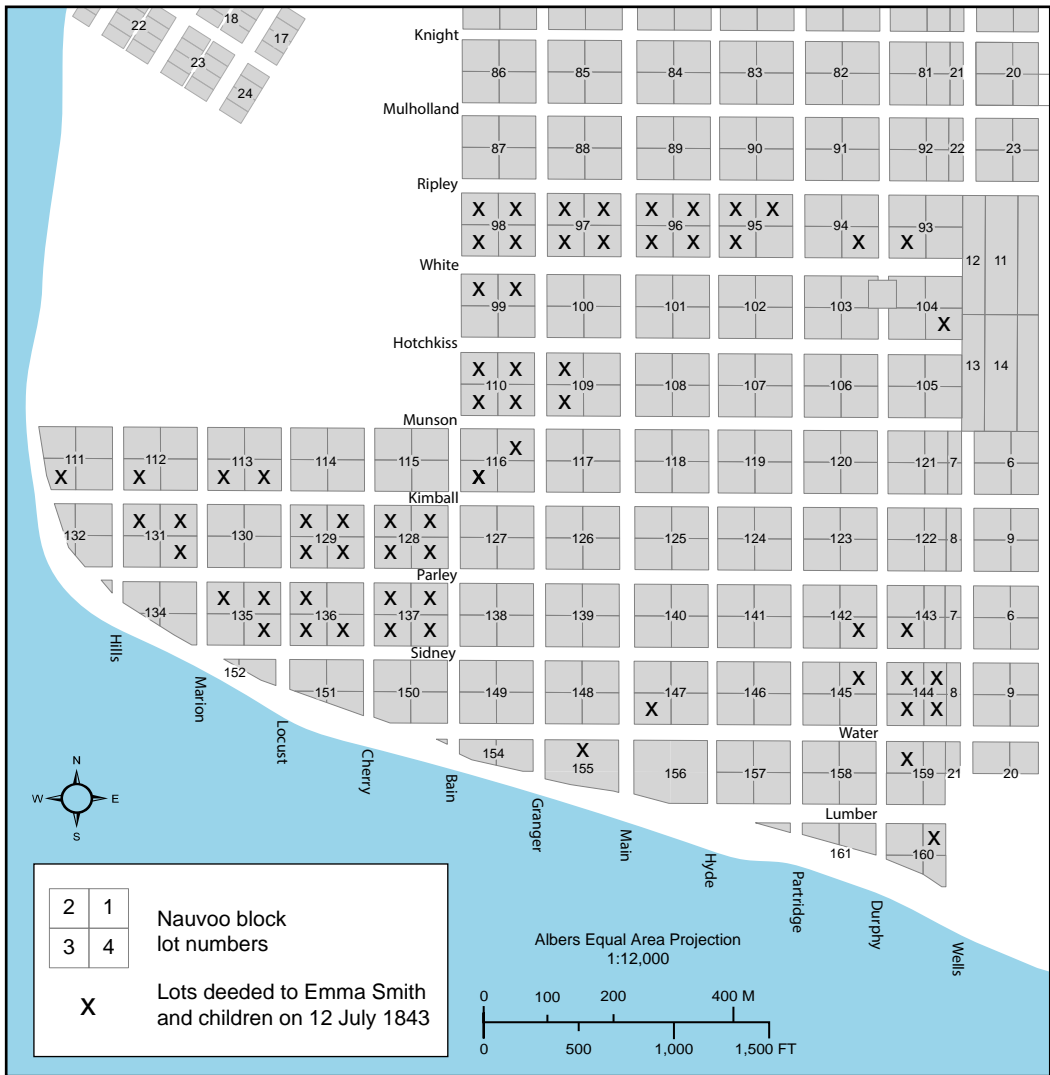 22
18
17
23
24
Knight
86 85 84 83 82 81 21 20
Mulholland
87 88 89 90 91 92 22 23
Ripley
X X X X X X X X
98 97 96 95 94 93
X X X X X X X X X
12 11
White
X X
99 100 101 102 103 104
X
Hotchkiss
X X X
110 109 108 107 106 105
X X X
13 14
Munson
X
111 112 113 114 115 116 117 118 119 120 121 7 6
X X X X X
Kimball
X X X X X X
132 131 130 129 128 127 126 125 124 123 122 8 9
X X X X X
Parley
X X X X X
134 135 136 137 138 139 140 141 142 143 7 6
X X X X X X X
Sidney
X X X
152 151 150 149 148 147 146 145 144 8 9
X X X
Water
X X
154 155 156 157 158 159 21 20
Lumber
X
161 160
Hills
Marion
Locust
Cherry
Bain
Granger
Main
Hyde
Partridge
Durphy
Wells
N
W E
S
2 1
3 4
Nauvoo block
lot numbers
X
Lots deeded to Emma Smith
and children on 12 July 1843
Albers Equal Area Projection
1:12,000
0 100 200 400 M
0 500 1,000 1,500 FT